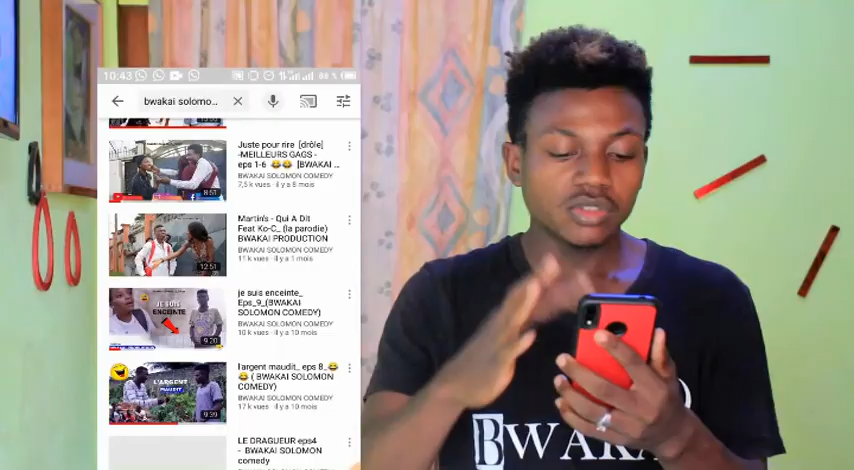 10:43
88 %
bwakai solomo...
Juste pour rire [drôle]
-MEILLEURS GAGS -
eps 1-6 😂😂 [BWAKAI ...
BWAKAI SOLOMON COMEDY
7,5 k vues · il y a 8 mois
8:51
Martin's - Qui A Dit
Feat Ko-C_ (la parodie)
BWAKAI PRODUCTION
BWAKAI SOLOMON COMEDY
11 k vues · il y a 1 mois
12:51
je suis enceinte_
Eps_9_(BWAKAI
SOLOMON COMEDY)
BWAKAI SOLOMON COMEDY
10 k vues · il y a 10 mois
JE SUIS
ENCEINTE
9:20
l'argent maudit_ eps 8_😂
😂 ( BWAKAI SOLOMON
COMEDY)
BWAKAI SOLOMON COMEDY
17 k vues · il y a 10 mois
L'ARGENT
MAUDIT
9:39
LE DRAGUEUR eps4
- BWAKAI SOLOMON
comedy
BWAKA